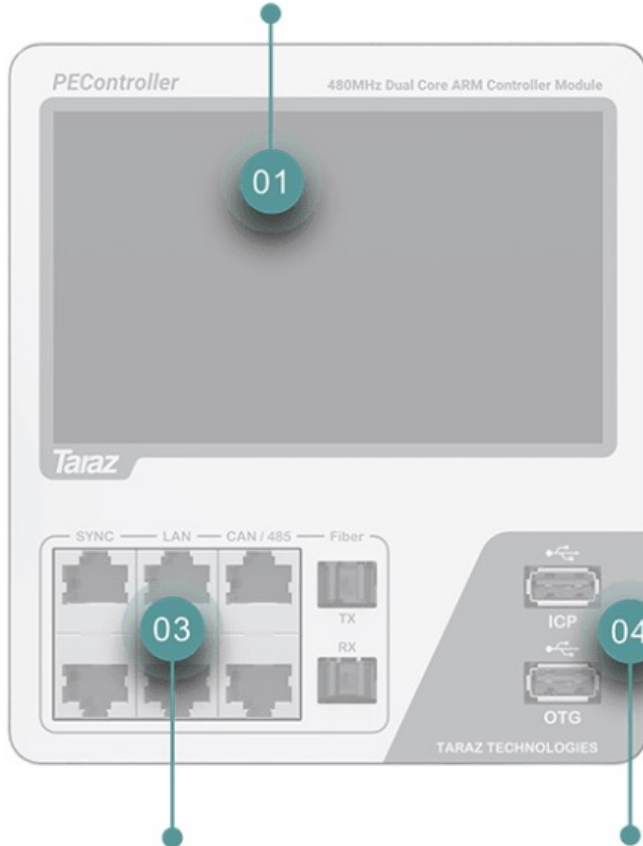 PEController
480MHz Dual Core ARM Controller Module
01
Taraz
SYNC LAN CAN / 485 Fiber
TX
RX
03
ICP
04
OTG
TARAZ TECHNOLOGIES